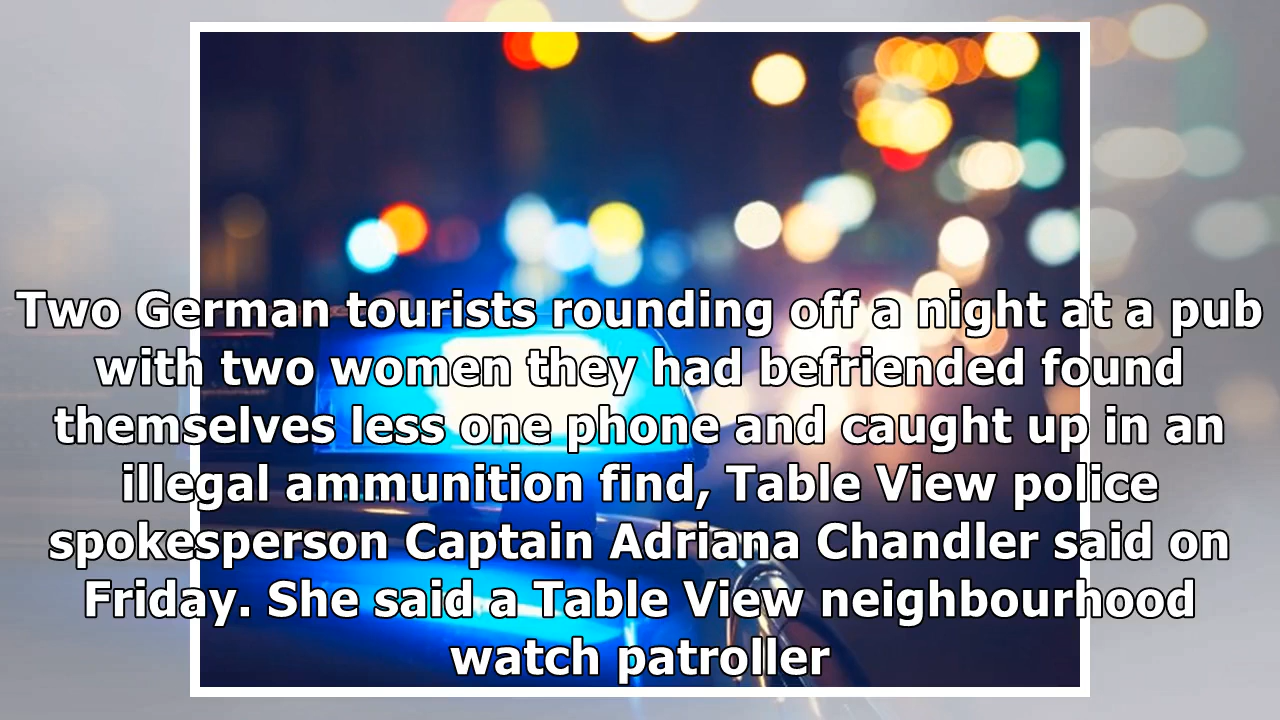 Two German tourists rounding off a night at a pub
with two women they had befriended found
themselves less one phone and caught up in an
illegal ammunition find, Table View police
spokesperson Captain Adriana Chandler said on
Friday. She said a Table View neighbourhood
watch patroller